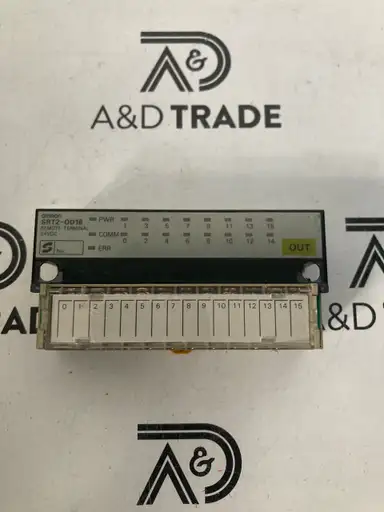 A&D
A&D TRADE
TRADE
A&D
OMRON
SRT2-OD16
REMOTE TERMINAL
24VDC
PWR
1 3 5 7 9 11 13 15
COMM
0 2 4 6 8 10 12 14
ERR
S
OUT
0 1 2 3 4 5 6 7 8 9 10 11 12 13 14 15
A&D